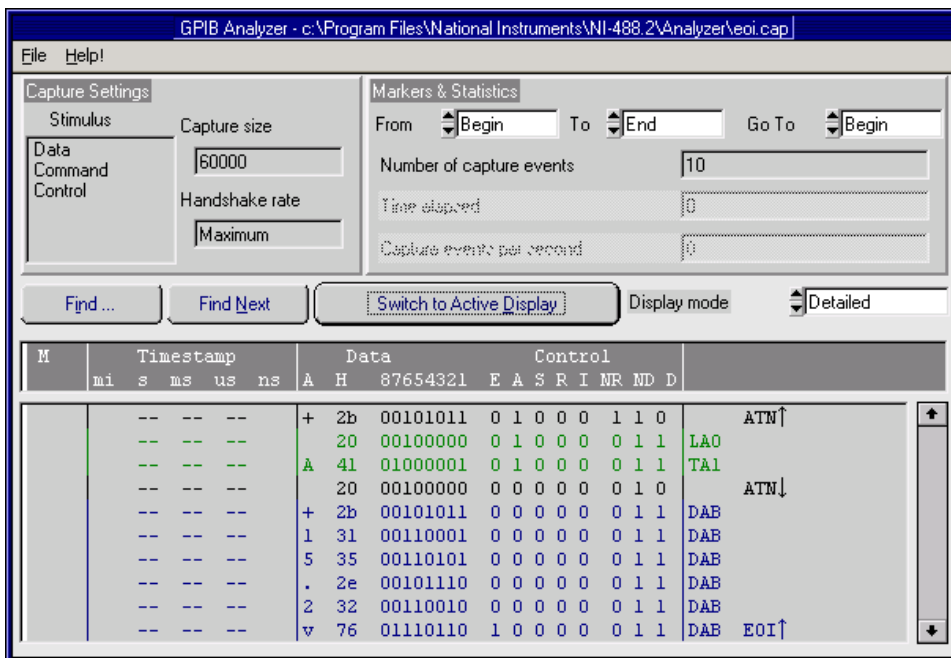 GPIB Analyzer - c:\Program Files\National Instruments\NI-488.2\Analyzer\eoi.cap
File Help!
Capture Settings
Stimulus
Data
Command
Control
Capture size
60000
Handshake rate
Maximum
Markers & Statistics
From Begin To End Go To Begin
Number of capture events 10
Time elapsed 0
Capture events per second 0
Find ... Find Next Switch to Active Display Display mode Detailed
M Timestamp Data Control
mi s ms us ns A H 87654321 E A S R I NR ND D
-- -- -- + 2b 00101011 0 1 0 0 0 1 1 0 ATN↑
-- -- -- 20 00100000 0 1 0 0 0 0 1 1 LA0
-- -- -- A 41 01000001 0 1 0 0 0 0 1 1 TA1
-- -- -- 20 00100000 0 0 0 0 0 0 1 0 ATN↓
-- -- -- + 2b 00101011 0 0 0 0 0 0 1 1 DAB
-- -- -- 1 31 00110001 0 0 0 0 0 0 1 1 DAB
-- -- -- 5 35 00110101 0 0 0 0 0 0 1 1 DAB
-- -- -- . 2e 00101110 0 0 0 0 0 0 1 1 DAB
-- -- -- 2 32 00110010 0 0 0 0 0 0 1 1 DAB
-- -- -- v 76 01110110 1 0 0 0 0 0 1 1 DAB EOI↑